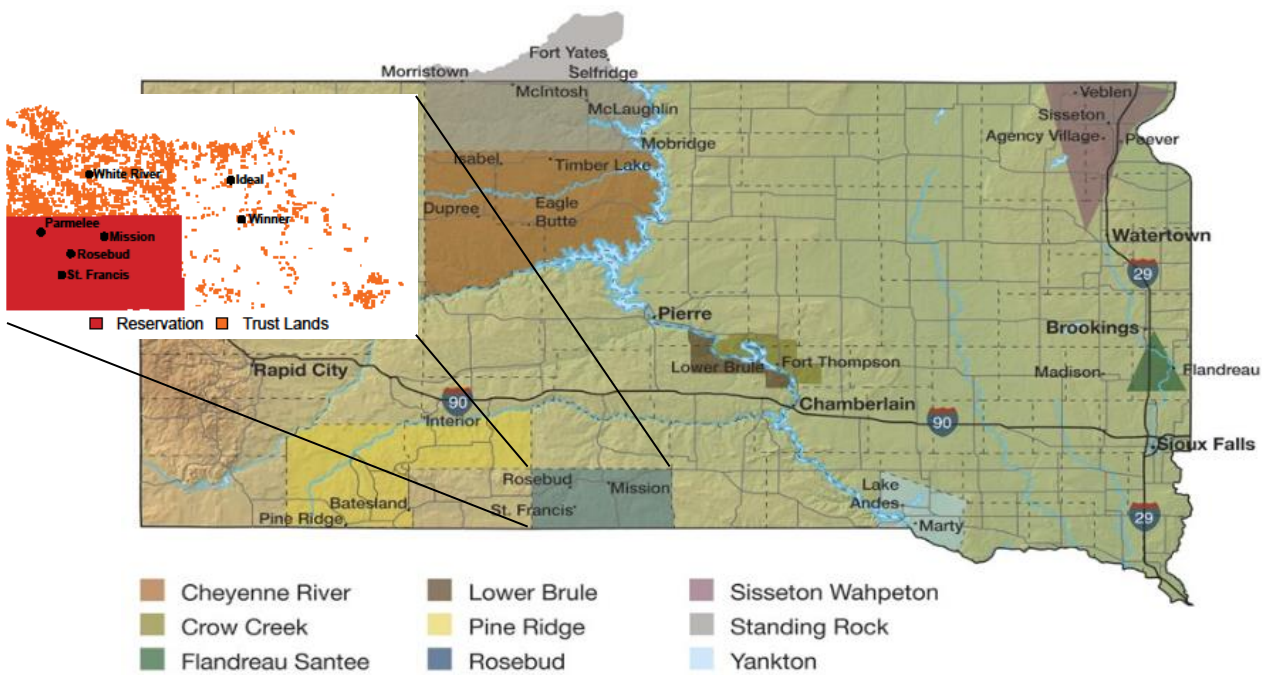 Fort Yates
Selfridge
Morristown
McIntosh
McLaughlin
Mobridge
Isabel
Timber Lake
Dupree
Eagle
Butte
Veblen
Sisseton
Agency Village
Peever
Watertown
29
White River
Ideal
Winner
Parmelee
Mission
Rosebud
St. Francis
Reservation
Trust Lands
Pierre
Brookings
Lower Brule
Fort Thompson
Madison
Flandreau
Rapid City
90
Interior
Chamberlain
90
Sioux Falls
Rosebud
Mission
St. Francis
Batesland
Pine Ridge
Lake
Andes
Marty
29
Cheyenne River
Lower Brule
Sisseton Wahpeton
Crow Creek
Pine Ridge
Standing Rock
Flandreau Santee
Rosebud
Yankton